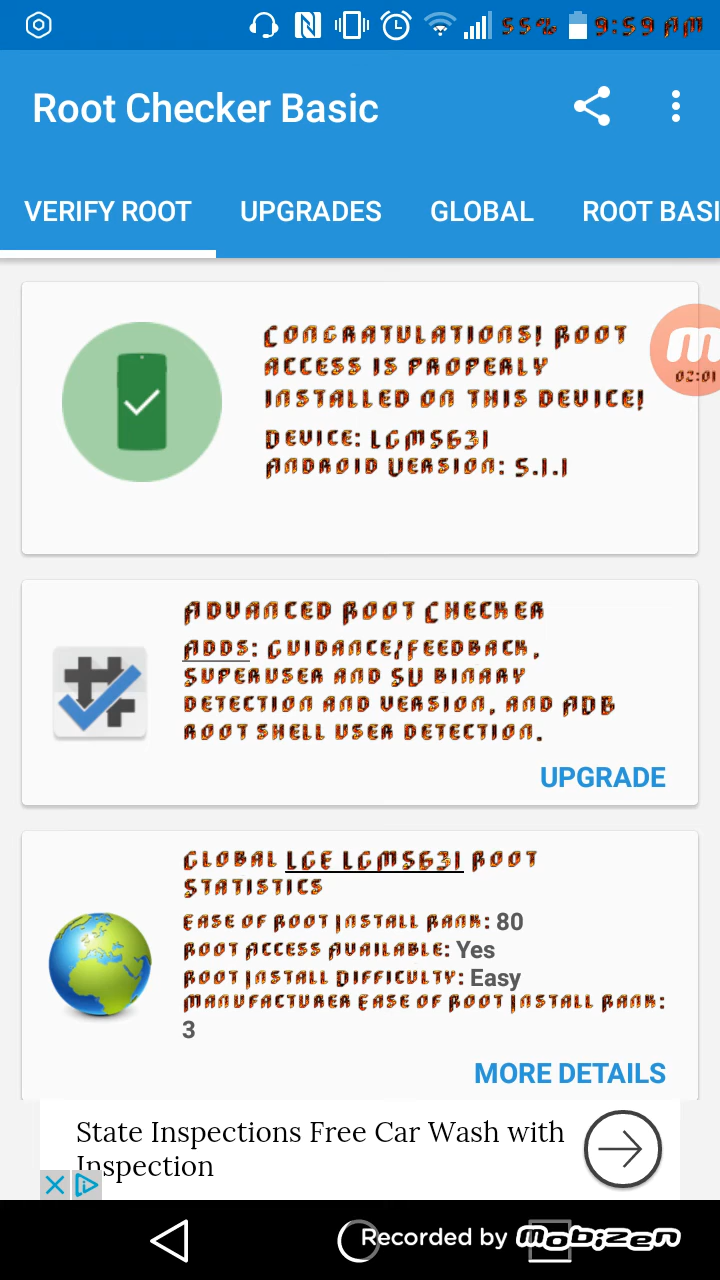 55% 9:59 AM
Root Checker Basic
VERIFY ROOT UPGRADES GLOBAL ROOT BASI
Congratulations! Root
access is properly
installed on this device!
Device: LGMS631
Android Version: 5.1.1
02:01
Advanced Root Checker
Adds: Guidance/feedback,
Superuser and SU binary
detection and version, and ADB
root shell user detection.
UPGRADE
Global LGE LGMS631 Root
Statistics
Ease of Root Install Rank: 80
Root Access Available: Yes
Root Install Difficulty: Easy
Manufacturer Ease of Root Install Rank:
3
MORE DETAILS
State Inspections Free Car Wash with
Inspection
Recorded by mobizen